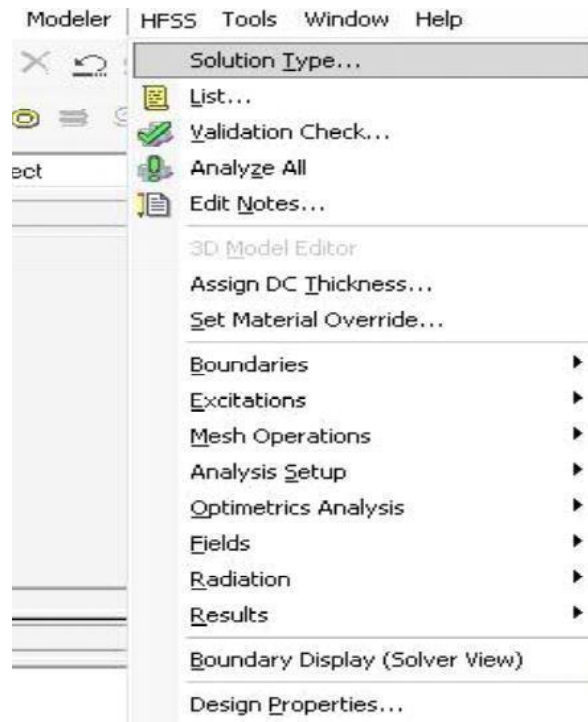 Modeler HFSS Tools Window Help
Solution Type...
List...
Validation Check...
ect
Analyze All
Edit Notes...
3D Model Editor
Assign DC Thickness...
Set Material Override...
Boundaries
Excitations
Mesh Operations
Analysis Setup
Optimetrics Analysis
Fields
Radiation
Results
Boundary Display (Solver View)
Design Properties...